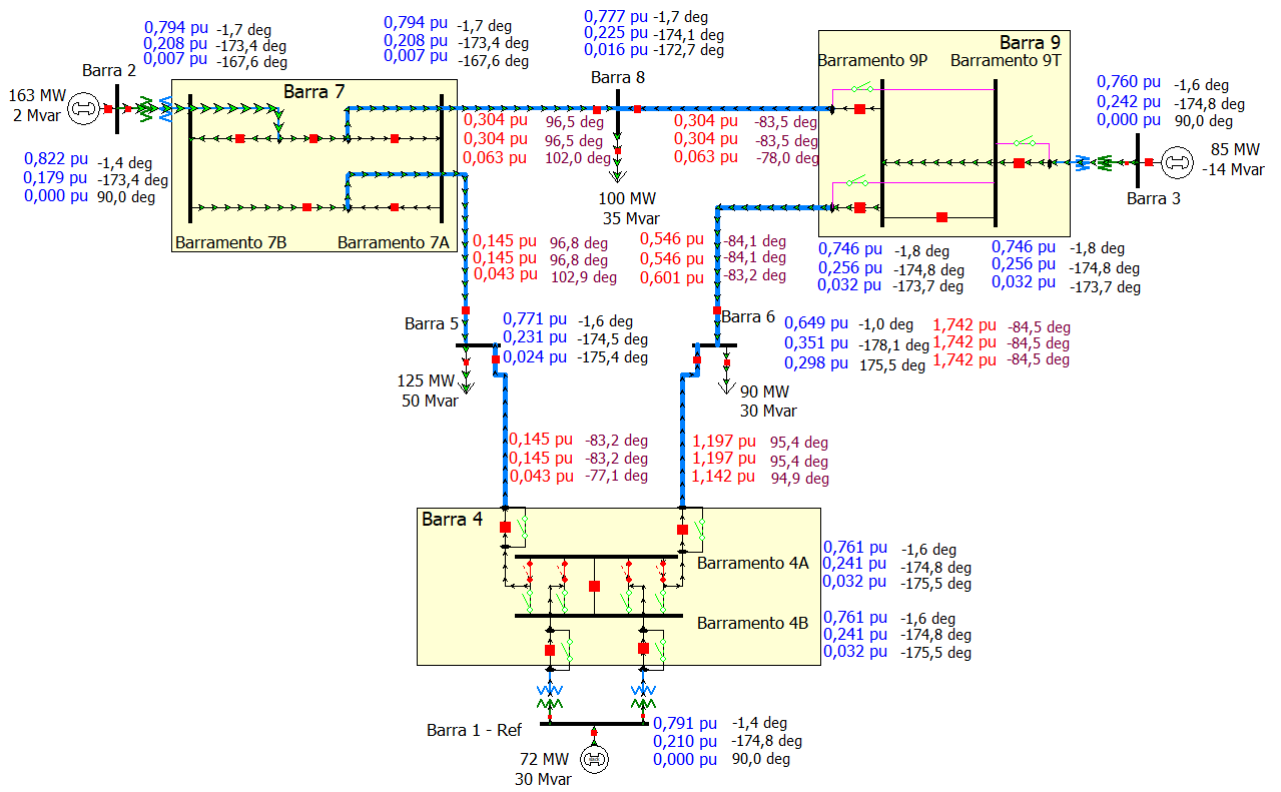 0,794 pu -1,7 deg
0,208 pu -173,4 deg
0,007 pu -167,6 deg
0,794 pu -1,7 deg
0,208 pu -173,4 deg
0,007 pu -167,6 deg
0,777 pu -1,7 deg
0,225 pu -174,1 deg
0,016 pu -172,7 deg
Barra 2
163 MW
2 Mvar
Barra 7
Barra 8
Barra 9
Barramento 9P
Barramento 9T
0,760 pu -1,6 deg
0,242 pu -174,8 deg
0,000 pu 90,0 deg
0,822 pu -1,4 deg
0,179 pu -173,4 deg
0,000 pu 90,0 deg
0,304 pu 96,5 deg
0,304 pu 96,5 deg
0,063 pu 102,0 deg
0,304 pu -83,5 deg
0,304 pu -83,5 deg
0,063 pu -78,0 deg
85 MW
-14 Mvar
Barra 3
100 MW
35 Mvar
Barramento 7B
Barramento 7A
0,145 pu 96,8 deg
0,145 pu 96,8 deg
0,043 pu 102,9 deg
0,546 pu -84,1 deg
0,546 pu -84,1 deg
0,601 pu -83,2 deg
0,746 pu -1,8 deg
0,256 pu -174,8 deg
0,032 pu -173,7 deg
0,746 pu -1,8 deg
0,256 pu -174,8 deg
0,032 pu -173,7 deg
Barra 5
0,771 pu -1,6 deg
0,231 pu -174,5 deg
0,024 pu -175,4 deg
Barra 6
0,649 pu -1,0 deg
0,351 pu -178,1 deg
0,298 pu 175,5 deg
1,742 pu -84,5 deg
1,742 pu -84,5 deg
1,742 pu -84,5 deg
125 MW
50 Mvar
90 MW
30 Mvar
0,145 pu -83,2 deg
0,145 pu -83,2 deg
0,043 pu -77,1 deg
1,197 pu 95,4 deg
1,197 pu 95,4 deg
1,142 pu 94,9 deg
Barra 4
Barramento 4A
0,761 pu -1,6 deg
0,241 pu -174,8 deg
0,032 pu -175,5 deg
Barramento 4B
0,761 pu -1,6 deg
0,241 pu -174,8 deg
0,032 pu -175,5 deg
Barra 1 - Ref
0,791 pu -1,4 deg
0,210 pu -174,8 deg
0,000 pu 90,0 deg
72 MW
30 Mvar